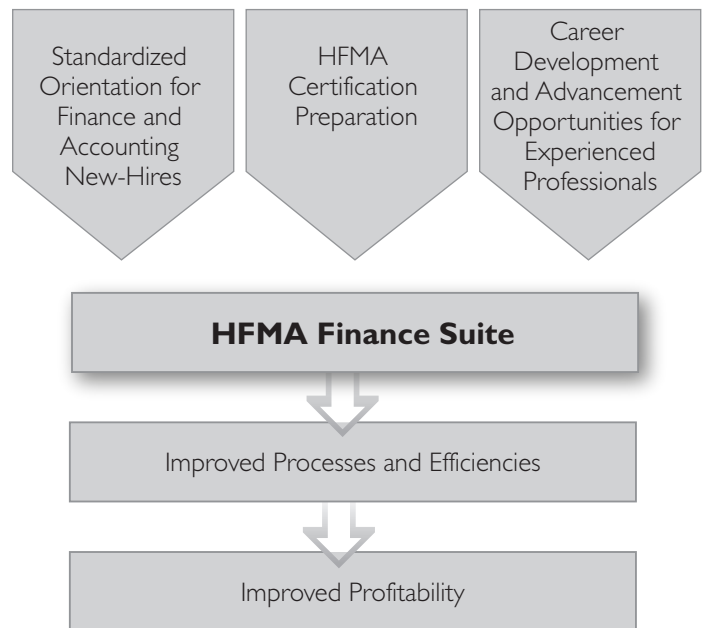 Standardized
Orientation for
Finance and
Accounting
New-Hires
HFMA
Certification
Preparation
Career
Development
and Advancement
Opportunities for
Experienced
Professionals
HFMA Finance Suite
Improved Processes and Efficiencies
Improved Profitability